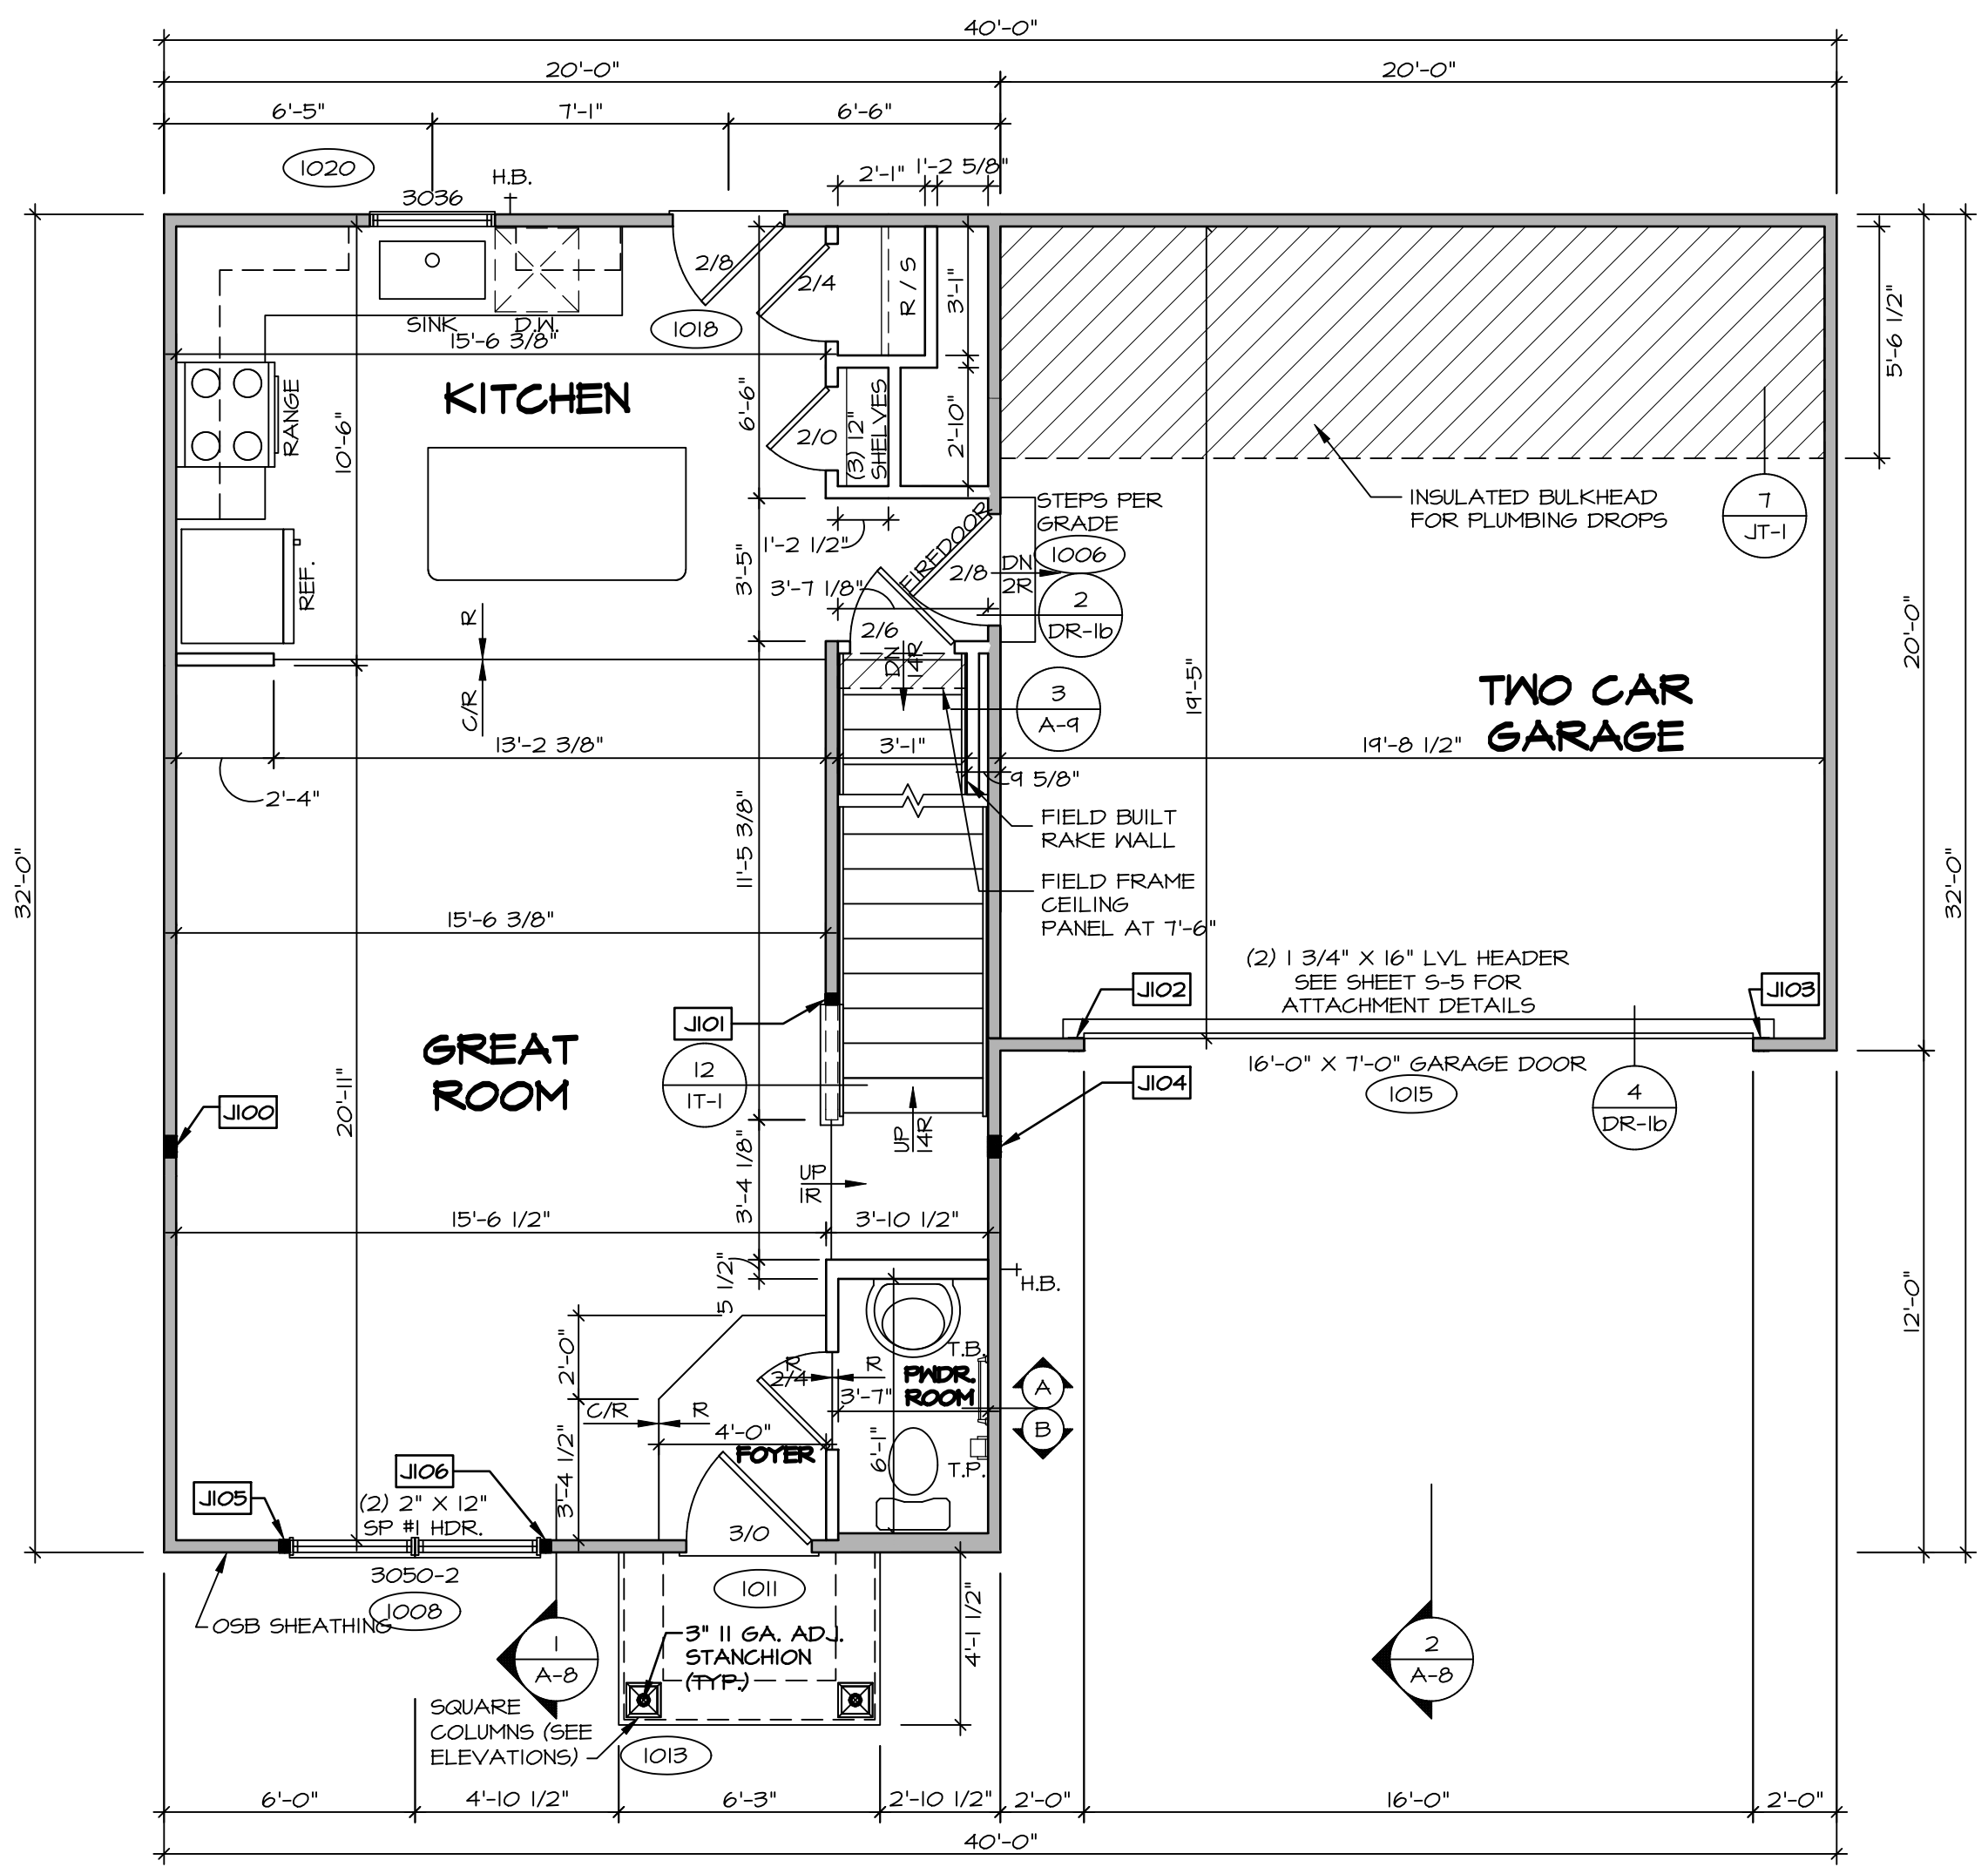 40'-0"
20'-0"
20'-0"
6'-5"
7'-1"
6'-6"
1020
H.B.
3036
2'-1"
1'-2 5/8"
2/8
2/4
R / S
3'-1"
5'-6 1/2"
SINK
D.W.
1018
15'-6 3/8"
KITCHEN
RANGE
10'-6"
6'-6"
2/0
(3) 12"
SHELVES
2'-10"
INSULATED BULKHEAD
FOR PLUMBING DROPS
7
JT-1
STEPS PER
GRADE
1006
FIREDOOR
1'-2 1/2"
3'-5"
2/8
DN
2R
3'-7 1/8"
2
DR-1b
REF.
R
C/R
2/6
DN
14R
3
A-9
20'-0"
19'-5"
TWO CAR
GARAGE
13'-2 3/8"
3'-1"
19'-8 1/2"
9 5/8"
2'-4"
FIELD BUILT
RAKE WALL
11'-5 3/8"
32'-0"
32'-0"
FIELD FRAME
CEILING
PANEL AT 7'-6"
15'-6 3/8"
(2) 1 3/4" X 16" LVL HEADER
SEE SHEET S-5 FOR
ATTACHMENT DETAILS
J102
J103
J101
GREAT
ROOM
12
1T-1
16'-0" X 7'-0" GARAGE DOOR
1015
4
DR-1b
J104
J100
20'-11"
UP
14R
3'-4 1/8"
UP
1R
15'-6 1/2"
3'-10 1/2"
5 1/2"
H.B.
12'-0"
2'-0"
T.B.
R
R
2/4
PWDR.
ROOM
3'-7"
A
B
C/R
R
4'-0"
FOYER
6'-1"
T.P.
3'-4 1/2"
J106
J105
(2) 2" X 12"
SP #1 HDR.
3/0
3050-2
1008
OSB SHEATHING
1011
4'-1 1/2"
1
A-8
3" 11 GA. ADJ.
STANCHION
(TYP.)
2
A-8
SQUARE
COLUMNS (SEE
ELEVATIONS)
1013
6'-0"
4'-10 1/2"
6'-3"
2'-10 1/2"
2'-0"
16'-0"
2'-0"
40'-0"